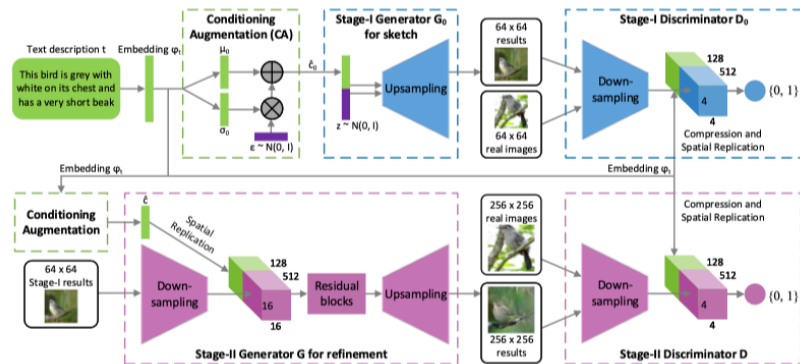 Text description t
This bird is grey with
white on its chest and
has a very short beak
Embedding φt
Conditioning
Augmentation (CA)
μ0
σ0
ε ~ N(0, I)
ĉ0
Stage-I Generator G0
for sketch
z ~ N(0, I)
Upsampling
64 x 64
results
64 x 64
real images
Stage-I Discriminator D0
Down-
sampling
128
512
4
4
{0, 1}
Compression and
Spatial Replication
Embedding φt
Embedding φt
Conditioning
Augmentation
64 x 64
Stage-I results
ĉ
Spatial
Replication
Down-
sampling
128
512
16
16
Residual
blocks
Upsampling
Stage-II Generator G for refinement
256 x 256
real images
256 x 256
results
Compression and
Spatial Replication
Down-
sampling
128
512
4
4
{0, 1}
Stage-II Discriminator D